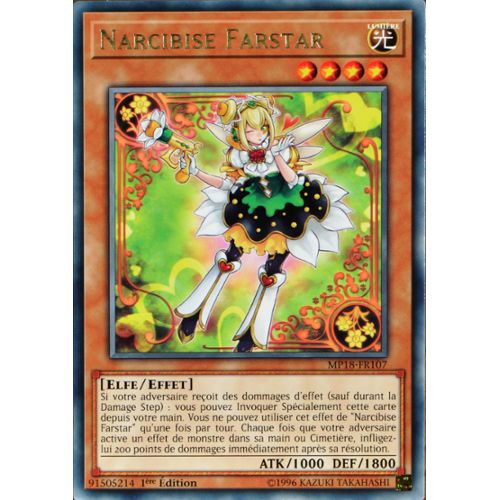 NARCIBISE FARSTAR
LUMIÈRE
光
MP18-FR107
[ELFE/EFFET]
Si votre adversaire reçoit des dommages d'effet (sauf durant la
Damage Step) : vous pouvez Invoquer Spécialement cette carte
depuis votre main. Vous ne pouvez utiliser cet effet de "Narcibise
Farstar" qu'une fois par tour. Chaque fois que votre adversaire
active un effet de monstre dans sa main ou Cimetière, infligez-
lui 200 points de dommages immédiatement après sa résolution.
ATK/1000 DEF/1800
91505214 1ère Édition ©1996 KAZUKI TAKAHASHI